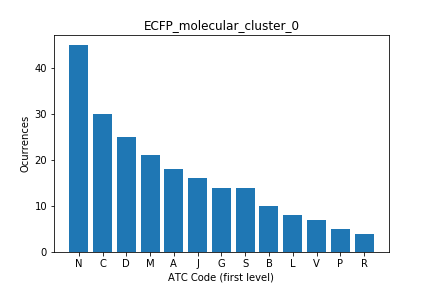 ECFP_molecular_cluster_0
Ocurrences
40
30
20
10
0
N C D M A J G S B L V P R
ATC Code (first level)